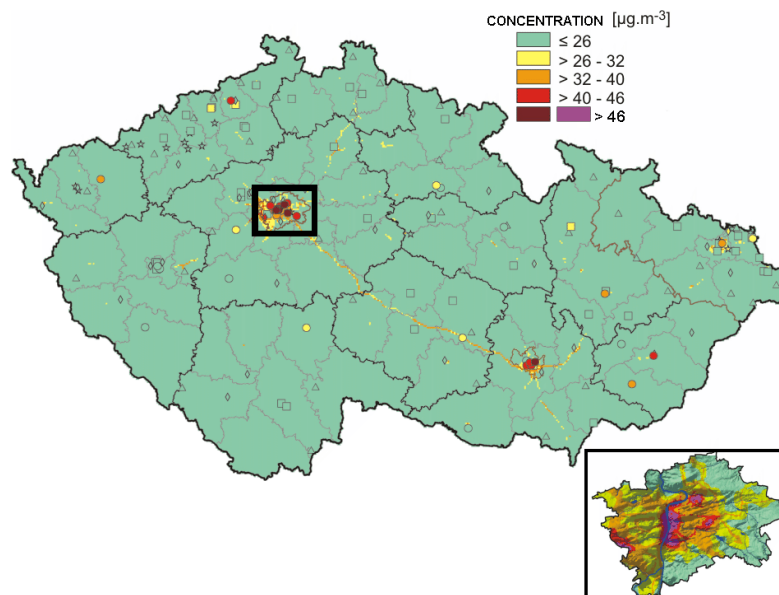 CONCENTRATION [µg.m-³]
≤ 26
> 26 - 32
> 32 - 40
> 40 - 46
> 46